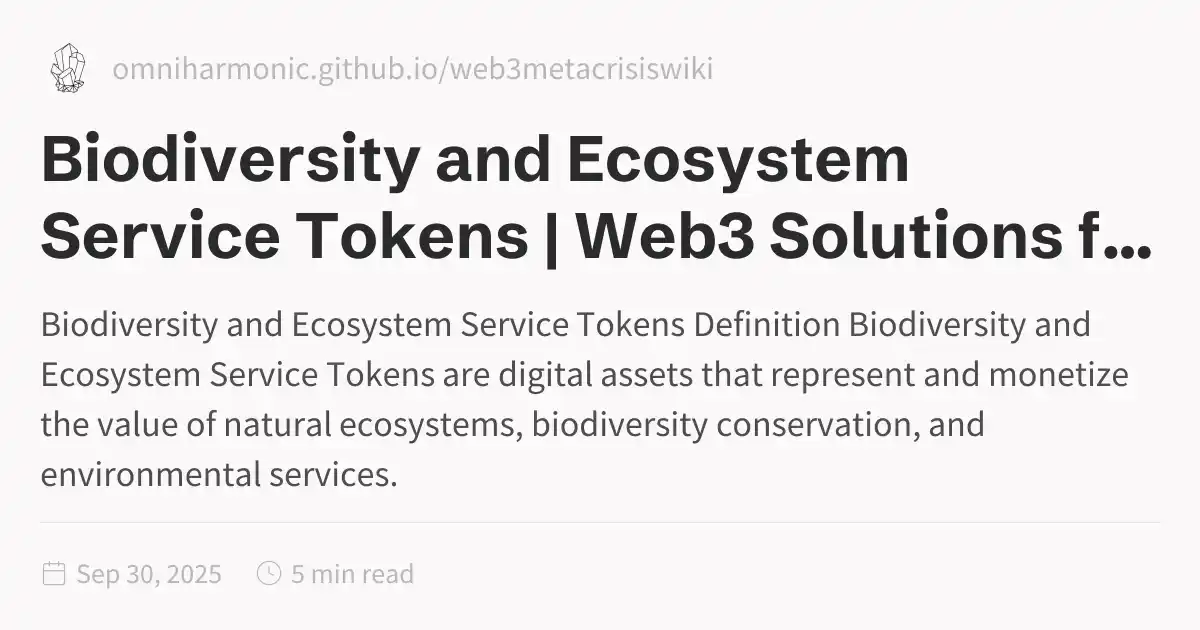 omniharmonic.github.io/web3metacrisiswiki
Biodiversity and Ecosystem
Service Tokens | Web3 Solutions f...
Biodiversity and Ecosystem Service Tokens Definition Biodiversity and
Ecosystem Service Tokens are digital assets that represent and monetize
the value of natural ecosystems, biodiversity conservation, and
environmental services.
Sep 30, 2025 5 min read